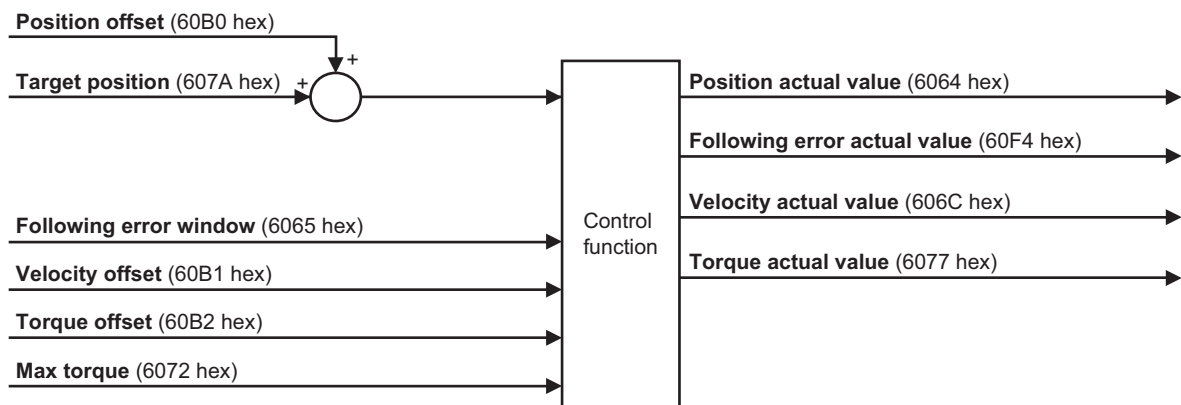 Position offset (60B0 hex)
+
Target position (607A hex)
+
Following error window (6065 hex)
Velocity offset (60B1 hex)
Torque offset (60B2 hex)
Max torque (6072 hex)
Control
function
Position actual value (6064 hex)
Following error actual value (60F4 hex)
Velocity actual value (606C hex)
Torque actual value (6077 hex)